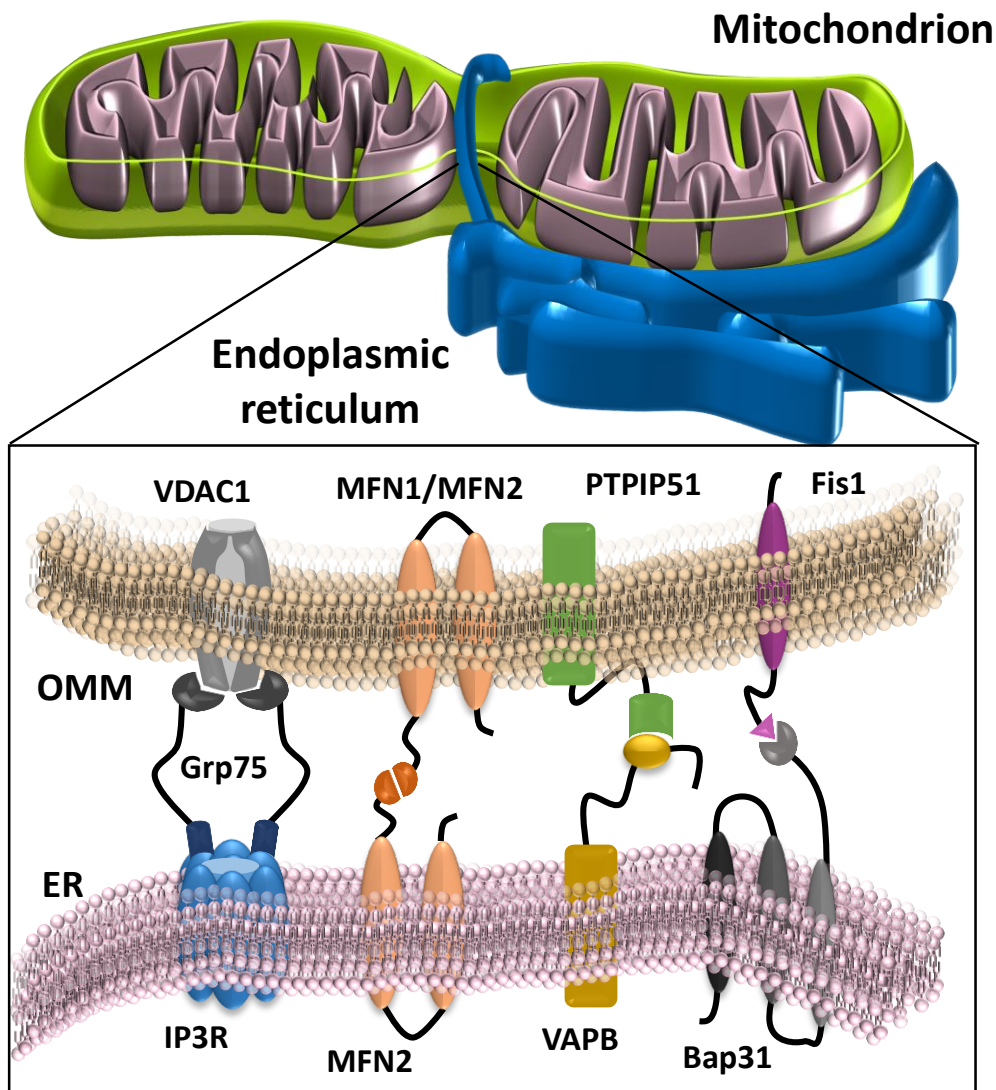 Mitochondrion
Endoplasmic
reticulum
VDAC1
MFN1/MFN2
PTPIP51
Fis1
OMM
Grp75
ER
IP3R
MFN2
VAPB
Bap31